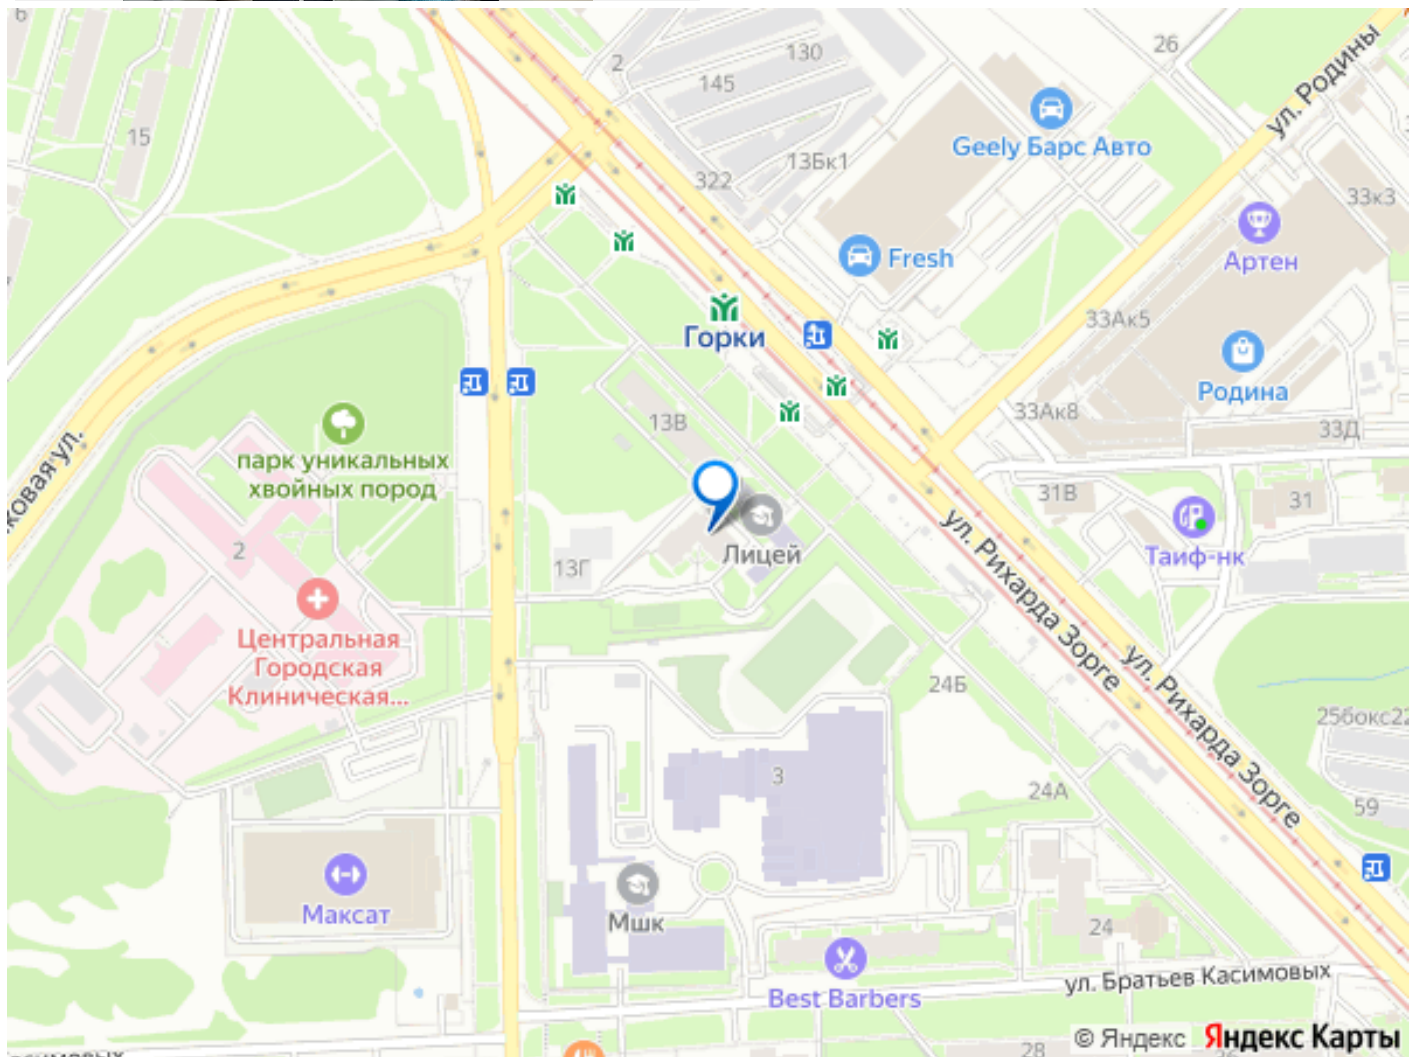 6
2
130
26
145
ул. Родины
15
Geely Барс Авто
13Бк1
322
33к3
Артен
Fresh
33Ак5
Горки
Родина
33Ак8
13В
33Д
ковая ул.
парк уникальных
хвойных пород
31В
31
2
ул. Рихарда Зорге
Таиф-нк
Лицей
13Г
Центральная
Городская
Клиническая...
ул. Рихарда Зорге
24Б
25бокс22
3
24А
59
Максат
Мшк
24
ул. Братьев Касимовых
Best Barbers
28
© Яндекс Яндекс Карты